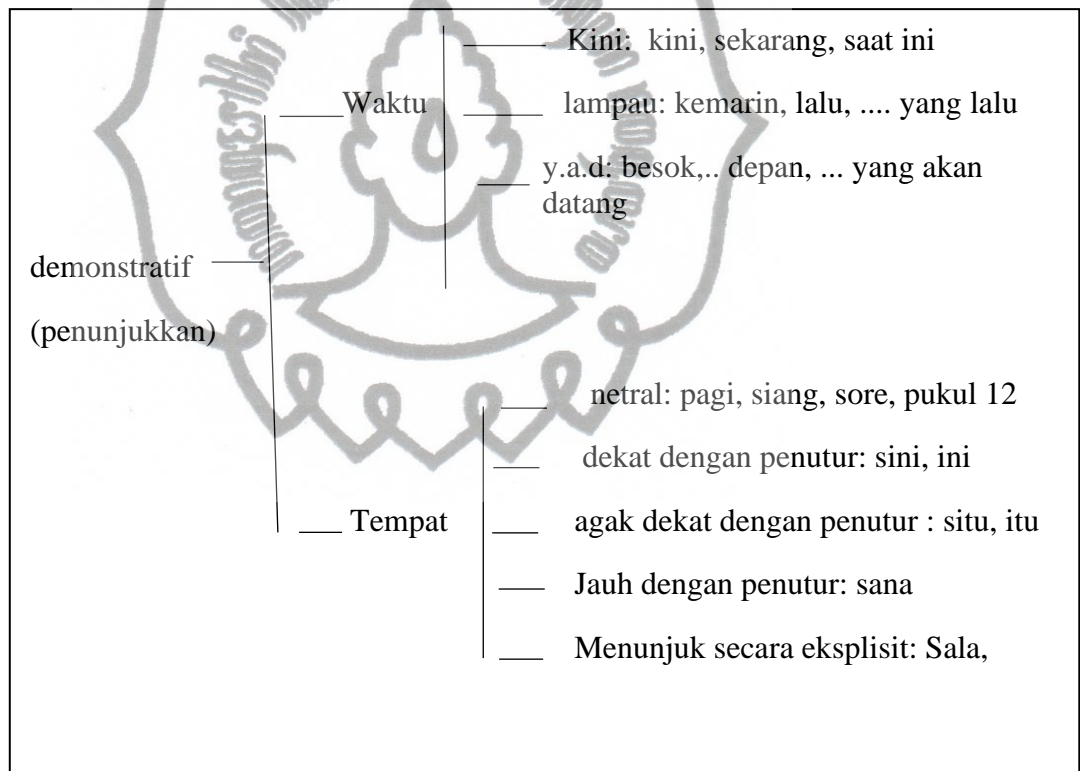 Kini: kini, sekarang, saat ini
Waktu
lampau: kemarin, lalu, .... yang lalu
y.a.d: besok,.. depan, ... yang akan
datang
demonstratif
(penunjukkan)
netral: pagi, siang, sore, pukul 12
dekat dengan penutur: sini, ini
Tempat
agak dekat dengan penutur : situ, itu
Jauh dengan penutur: sana
Menunjuk secara eksplisit: Sala,